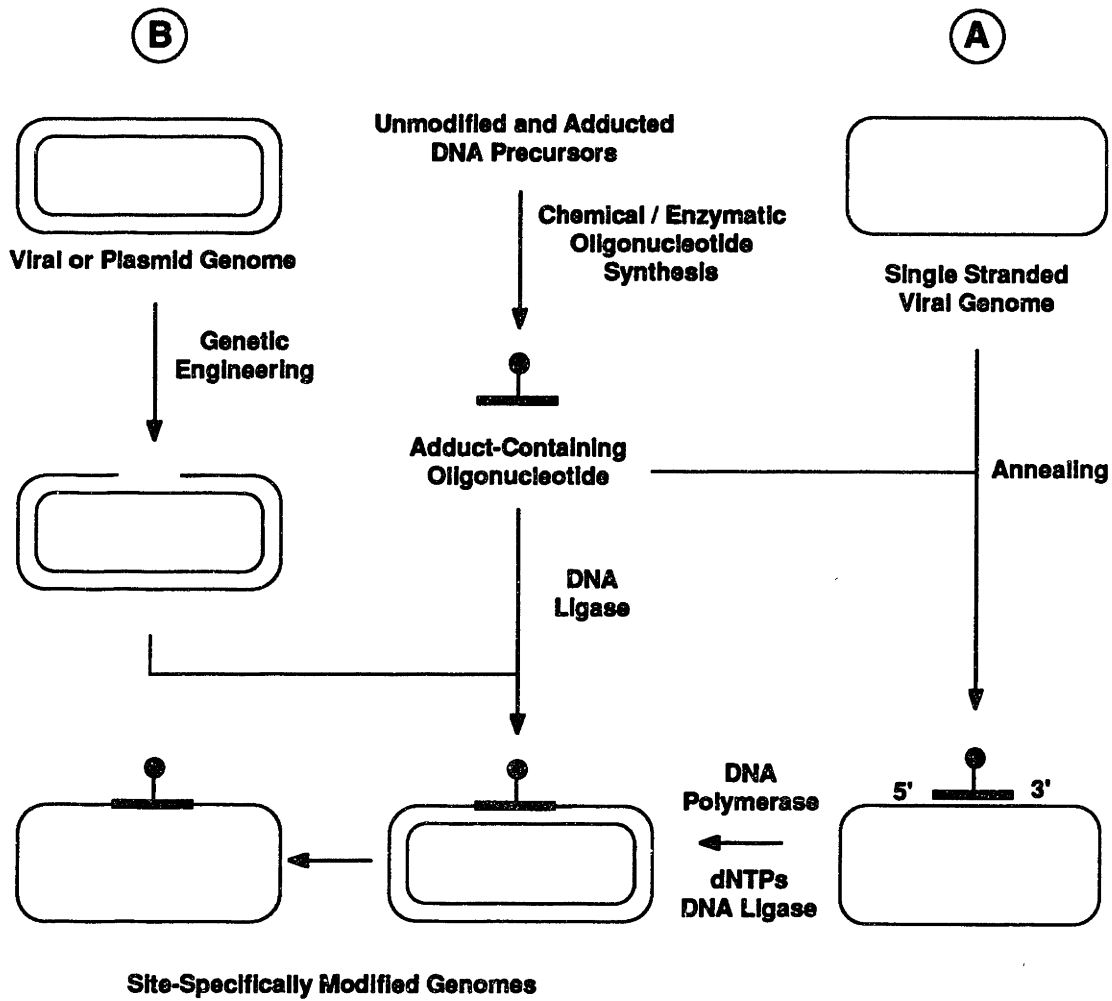 B
A
Unmodified and Adducted
DNA Precursors
Chemical / Enzymatic
Oligonucleotide
Synthesis
Viral or Plasmid Genome
Single Stranded
Viral Genome
Genetic
Engineering
Adduct-Containing
Oligonucleotide
Annealing
DNA
Ligase
DNA
Polymerase
5'
3'
dNTPs
DNA Ligase
Site-Specifically Modified Genomes